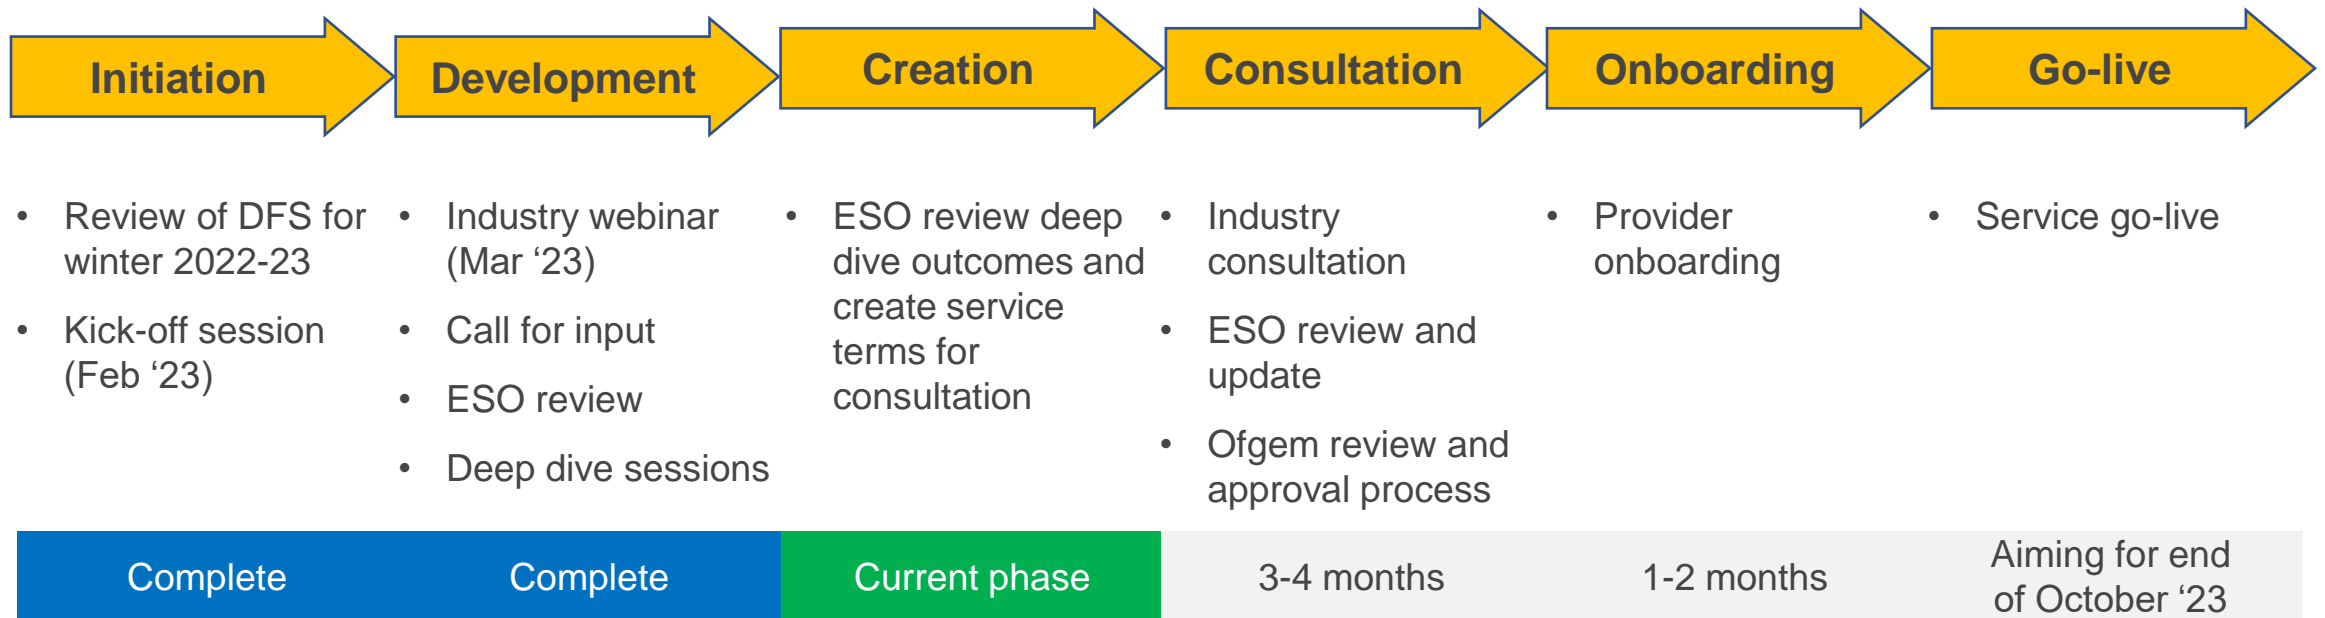 Initiation
Development
Creation
Consultation
Onboarding
Go-live
• Review of DFS for
winter 2022-23
• Kick-off session
(Feb ‘23)
• Industry webinar
(Mar ‘23)
• Call for input
• ESO review
• Deep dive sessions
• ESO review deep
dive outcomes and
create service
terms for
consultation
• Industry
consultation
• ESO review and
update
• Ofgem review and
approval process
• Provider
onboarding
• Service go-live
Complete
Complete
Current phase
3-4 months
1-2 months
Aiming for end
of October ‘23